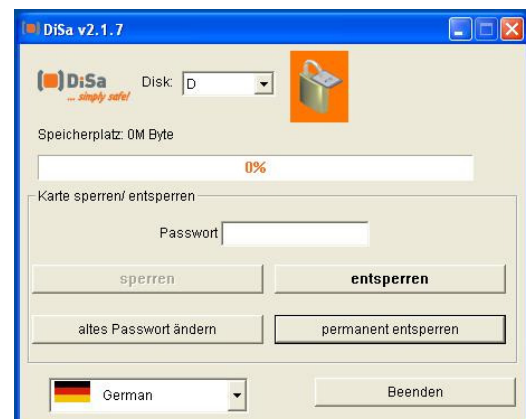 DiSa v2.1.7
DiSa
... simply safe!
Disk: D
Speicherplatz: 0M Byte
0%
Karte sperren/ entsperren
Passwort
sperren
entsperren
altes Passwort ändern
permanent entsperren
German
Beenden